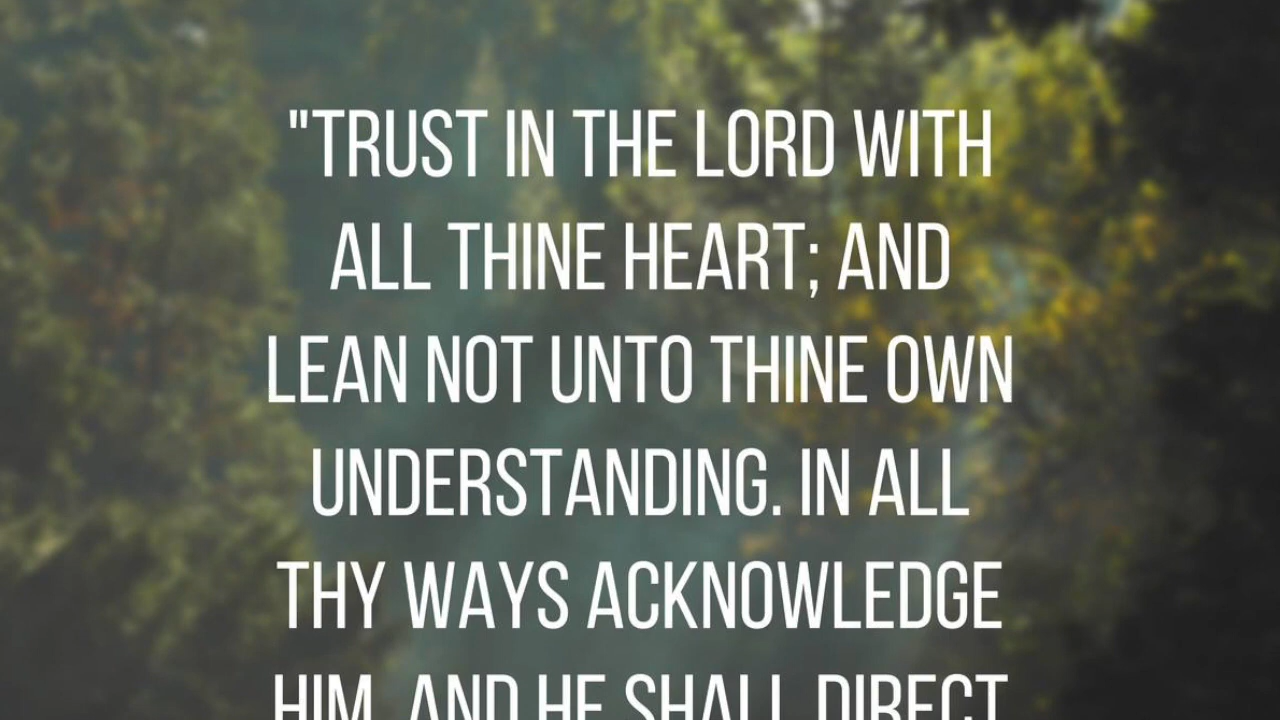 "TRUST IN THE LORD WITH
ALL THINE HEART; AND
LEAN NOT UNTO THINE OWN
UNDERSTANDING. IN ALL
THY WAYS ACKNOWLEDGE
HIM, AND HE SHALL DIRECT